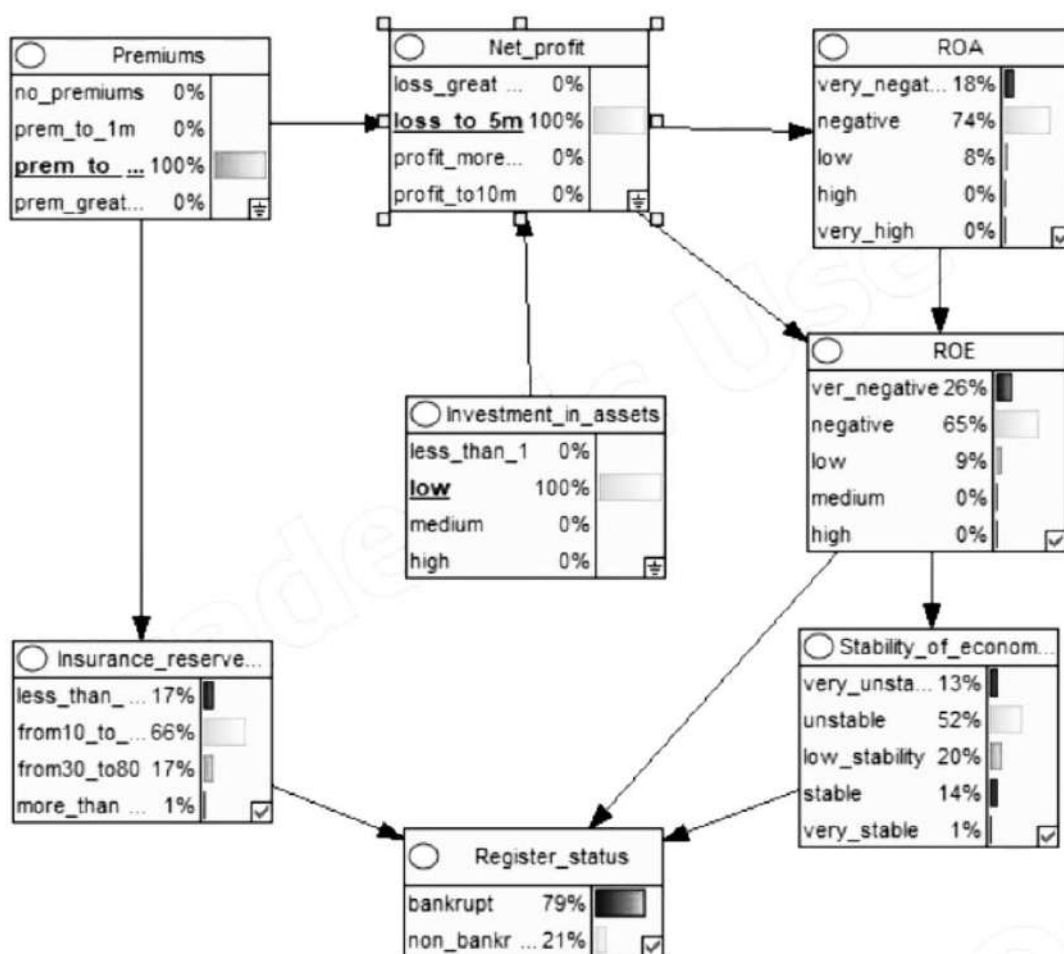 Premiums
no_premiums 0%
prem_to_1m 0%
prem_to_... 100%
prem_great... 0%
Net_profit
loss_great ... 0%
loss_to_5m 100%
profit_more... 0%
profit_to10m 0%
ROA
very_negat... 18%
negative 74%
low 8%
high 0%
very_high 0%
ROE
ver_negative 26%
negative 65%
low 9%
medium 0%
high 0%
Investment_in_assets
less_than_1 0%
low 100%
medium 0%
high 0%
Insurance_reserve...
less_than_ ... 17%
from10_to_... 66%
from30_to80 17%
more_than ... 1%
Stability_of_econom...
very_unsta... 13%
unstable 52%
low_stability 20%
stable 14%
very_stable 1%
Register_status
bankrupt 79%
non_bankr ... 21%